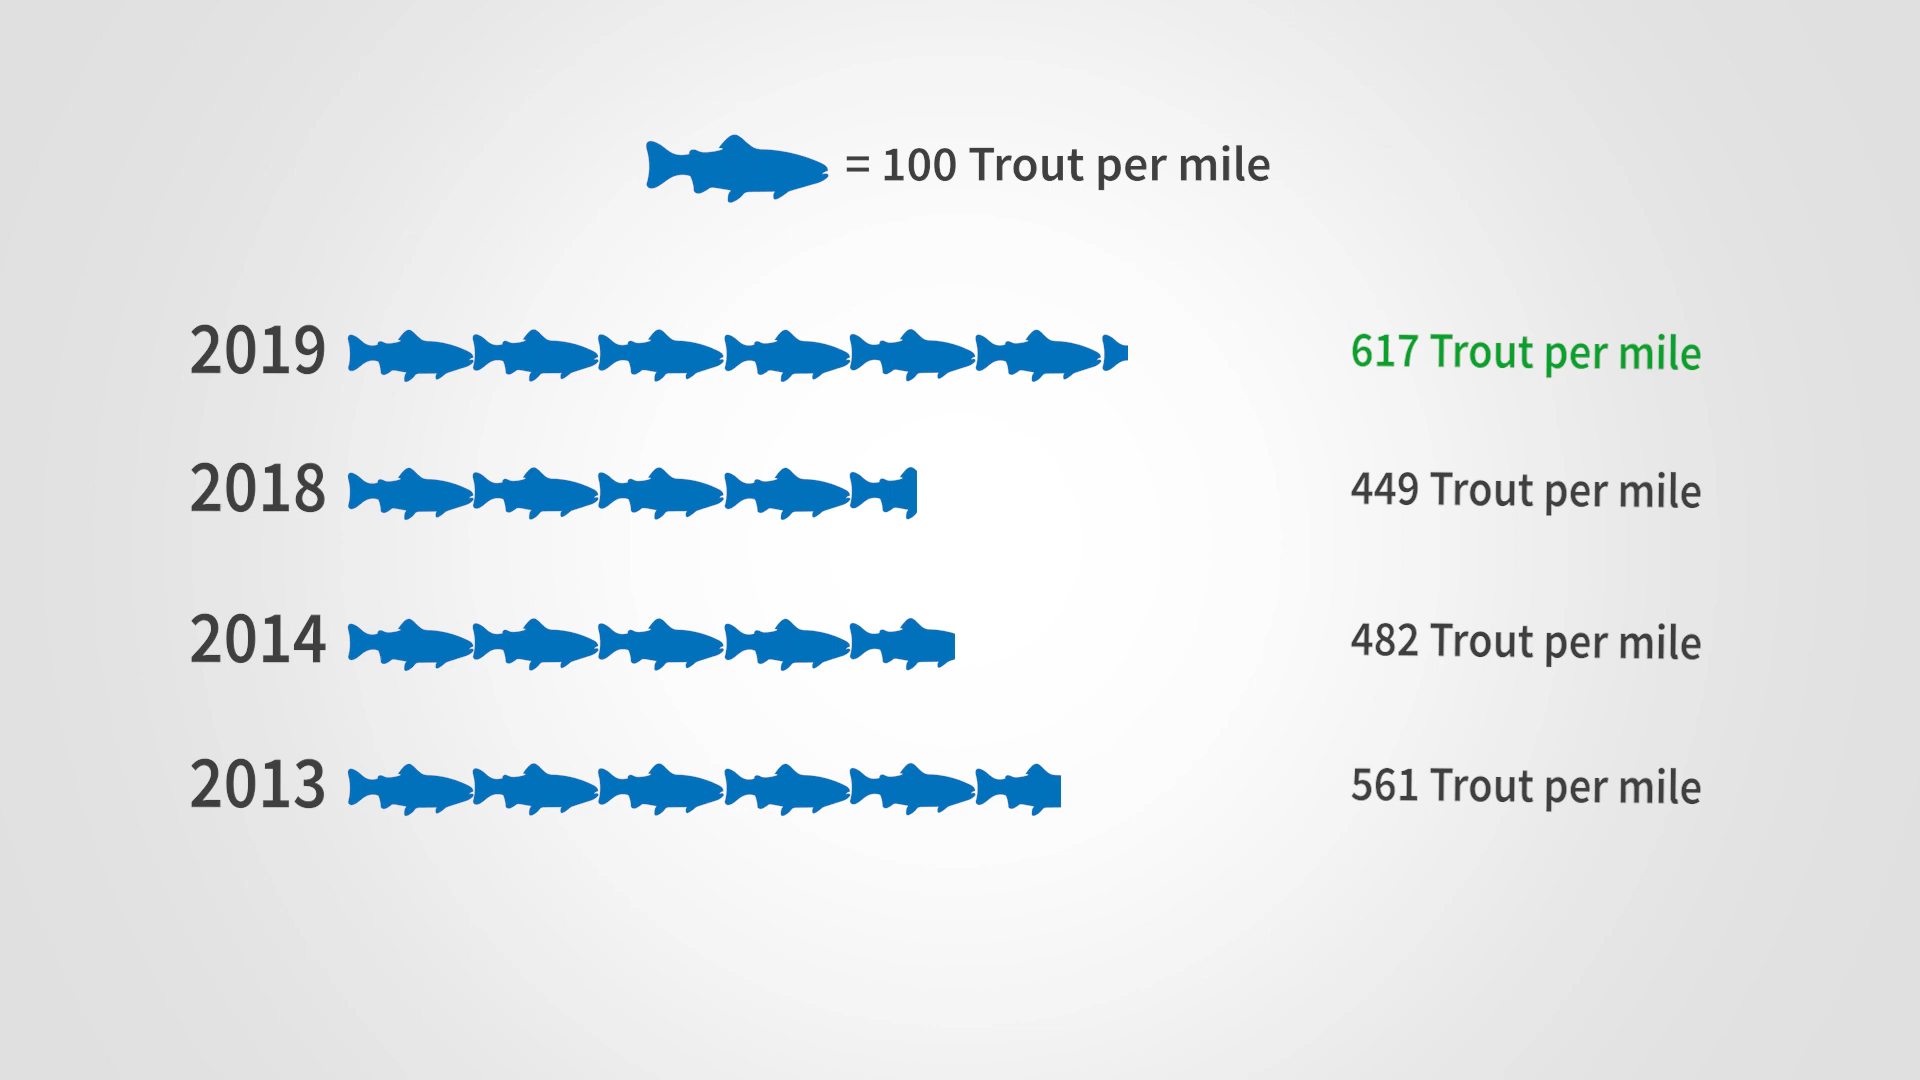 = 100 Trout per mile
2019 617 Trout per mile
2018 449 Trout per mile
2014 482 Trout per mile
2013 561 Trout per mile